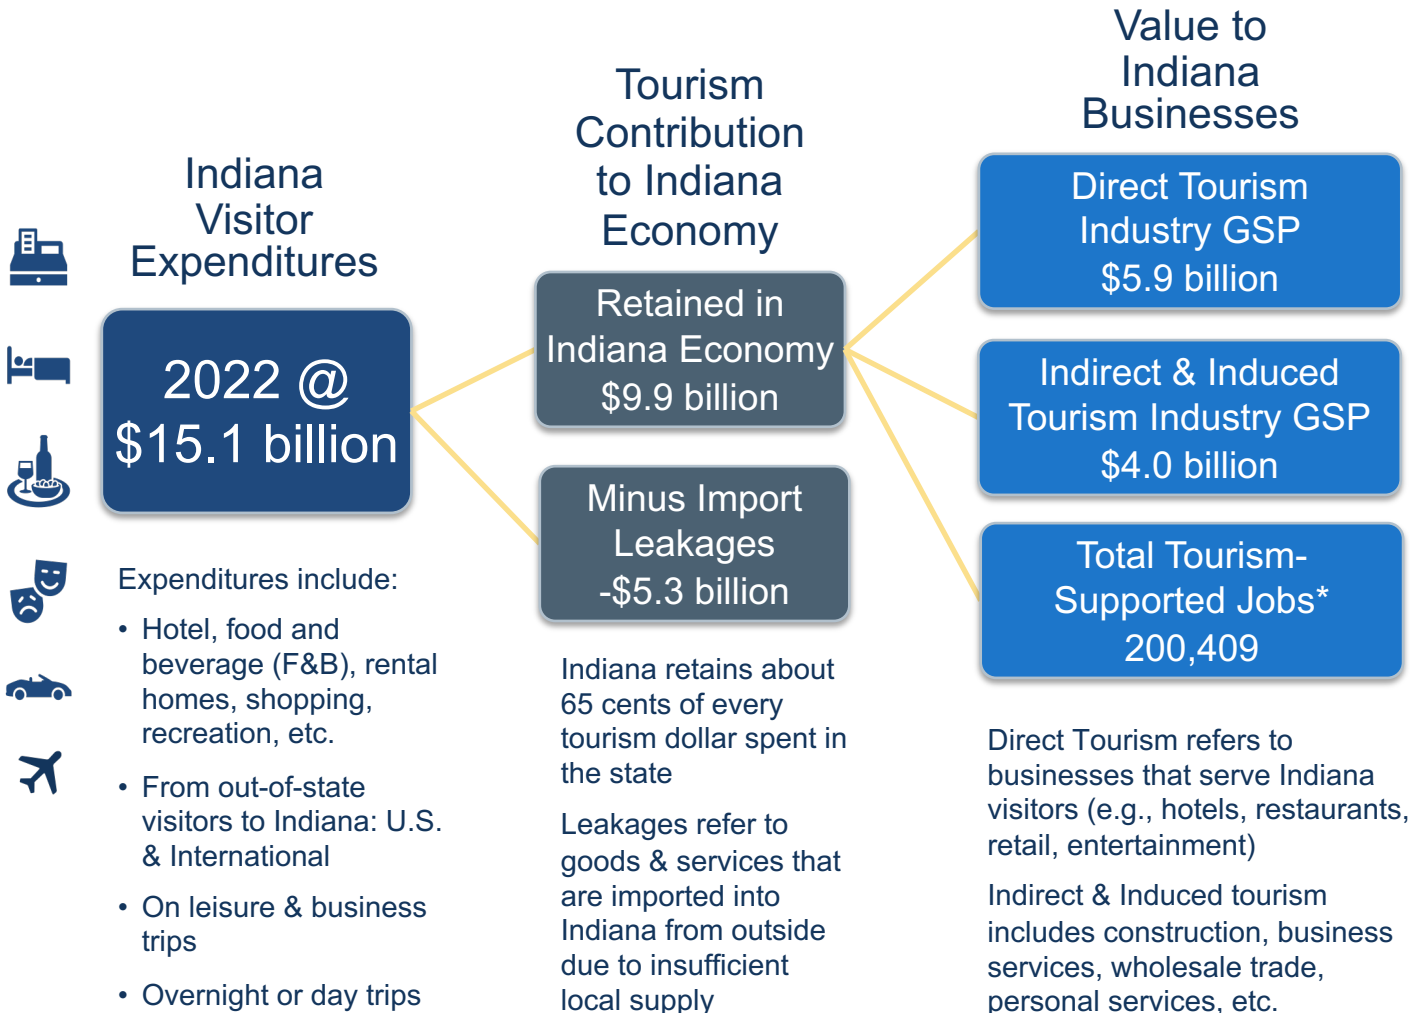 Indiana
Visitor
Expenditures
2022 @
$15.1 billion
Expenditures include:
• Hotel, food and
beverage (F&B), rental
homes, shopping,
recreation, etc.
• From out-of-state
visitors to Indiana: U.S.
& International
• On leisure & business
trips
• Overnight or day trips
Tourism
Contribution
to Indiana
Economy
Retained in
Indiana Economy
$9.9 billion
Minus Import
Leakages
-$5.3 billion
Indiana retains about
65 cents of every
tourism dollar spent in
the state
Leakages refer to
goods & services that
are imported into
Indiana from outside
due to insufficient
local supply
Value to
Indiana
Businesses
Direct Tourism
Industry GSP
$5.9 billion
Indirect & Induced
Tourism Industry GSP
$4.0 billion
Total Tourism-
Supported Jobs*
200,409
Direct Tourism refers to
businesses that serve Indiana
visitors (e.g., hotels, restaurants,
retail, entertainment)
Indirect & Induced tourism
includes construction, business
services, wholesale trade,
personal services, etc.